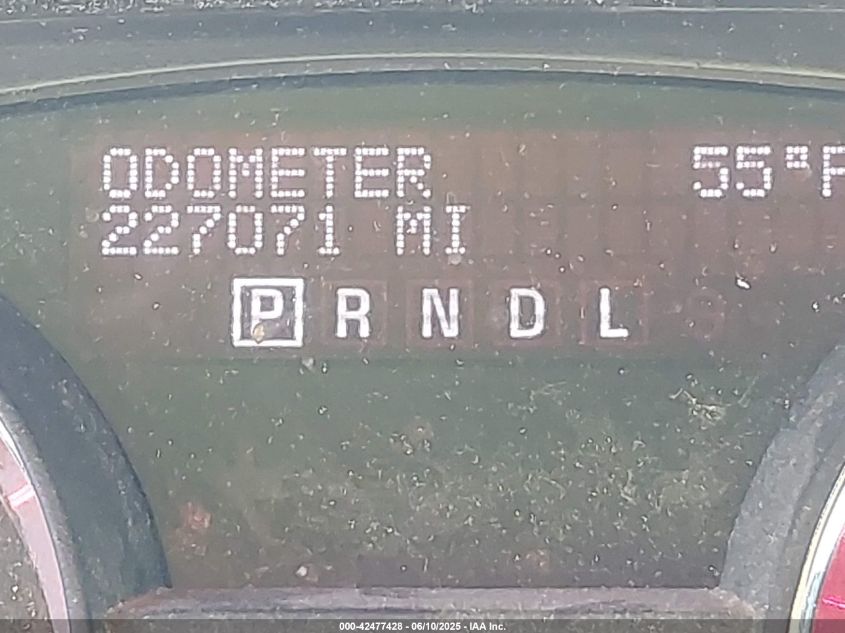 ODOMETER 55°F
227071 MI
P R N D L
000-42477428 - 06/10/2025 - IAA Inc.